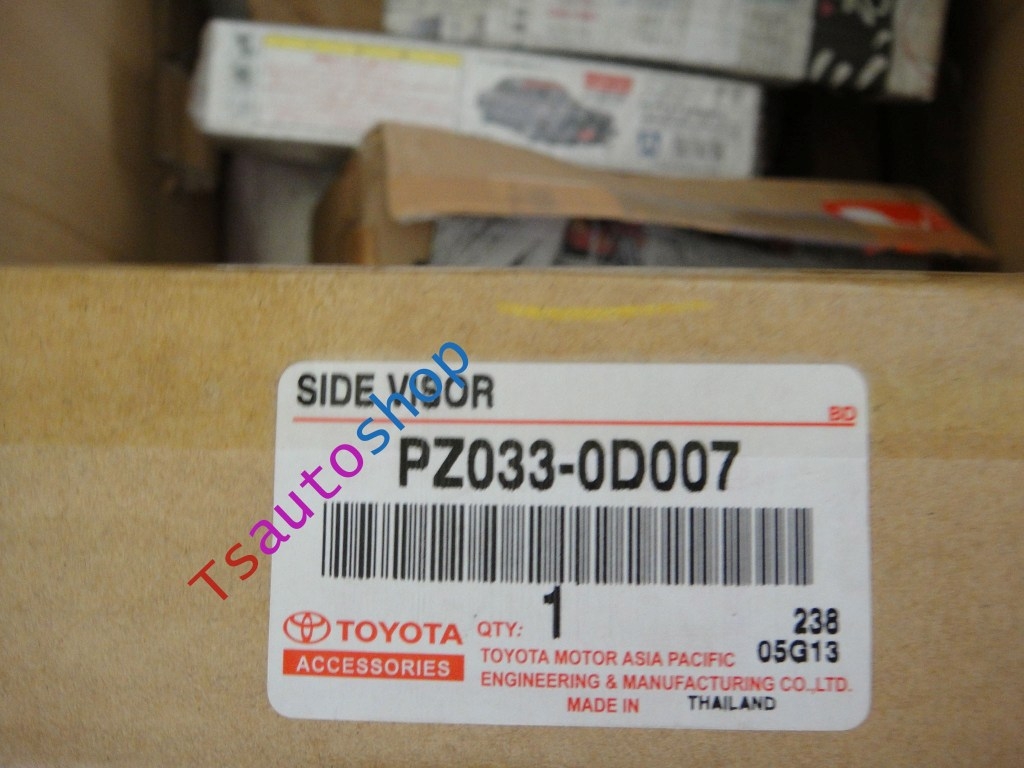 SIDE VISOR
BD
PZ033-0D007
Tsautoshop
1
QTY:
238
05G13
TOYOTA
ACCESSORIES
TOYOTA MOTOR ASIA PACIFIC
ENGINEERING & MANUFACTURING CO.,LTD.
MADE IN THAILAND